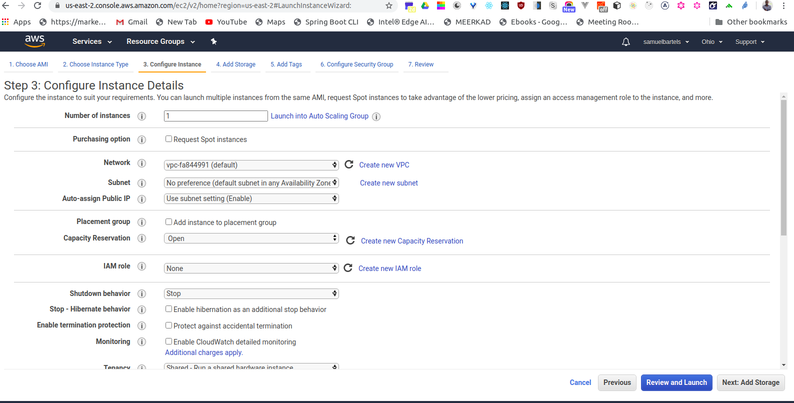 us-east-2.console.aws.amazon.com/ec2/v2/home?region=us-east-2#LaunchInstanceWizard:
Apps https://marke... Gmail New Tab YouTube Maps Spring Boot CLI Intel® Edge AI... MEERKAD Ebooks - Goog... Meeting Roo... Other bookmarks
aws Services Resource Groups samuelbartels Ohio Support
1. Choose AMI 2. Choose Instance Type 3. Configure Instance 4. Add Storage 5. Add Tags 6. Configure Security Group 7. Review
Step 3: Configure Instance Details
Configure the instance to suit your requirements. You can launch multiple instances from the same AMI, request Spot instances to take advantage of the lower pricing, assign an access management role to the instance, and more.
Number of instances 1 Launch into Auto Scaling Group
Purchasing option Request Spot instances
Network vpc-fa844991 (default) Create new VPC
Subnet No preference (default subnet in any Availability Zone Create new subnet
Auto-assign Public IP Use subnet setting (Enable)
Placement group Add instance to placement group
Capacity Reservation Open Create new Capacity Reservation
IAM role None Create new IAM role
Shutdown behavior Stop
Stop - Hibernate behavior Enable hibernation as an additional stop behavior
Enable termination protection Protect against accidental termination
Monitoring Enable CloudWatch detailed monitoring
Additional charges apply.
Tenancy Shared - Run a shared hardware instance
Cancel Previous Review and Launch Next: Add Storage